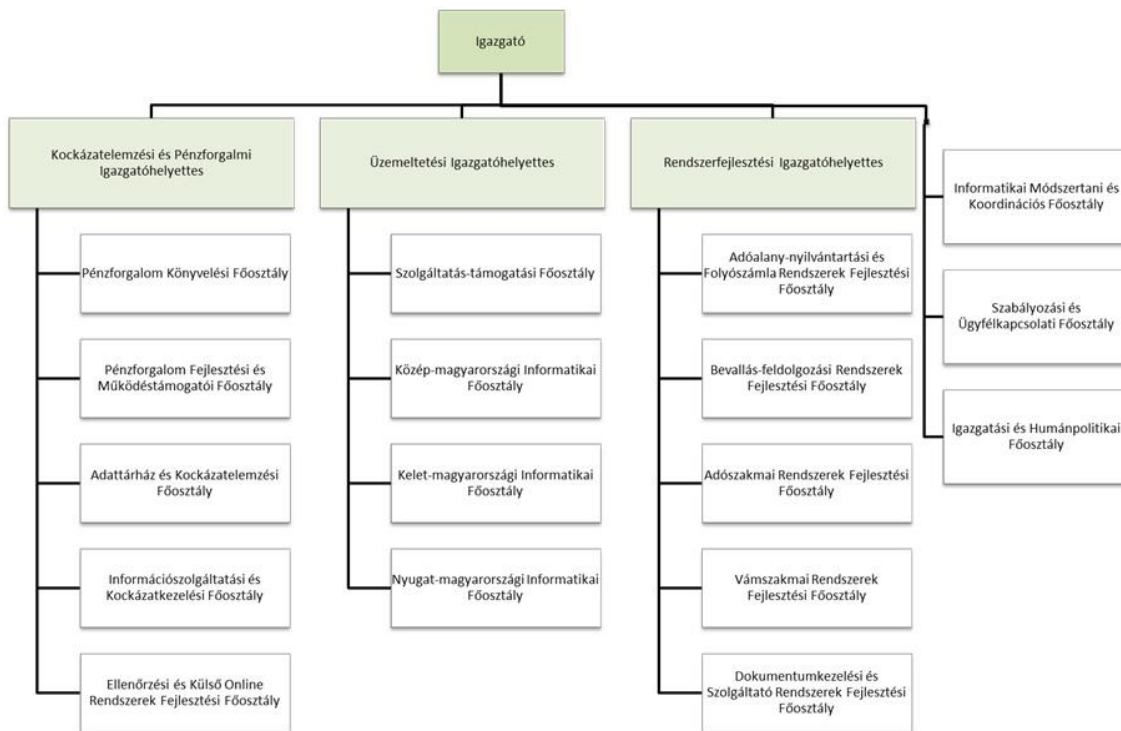 Igazgató
Kockázatelemzési és Pénzforgalmi
Igazgatóhelyettes
Üzemeltetési Igazgatóhelyettes
Rendszerfejlesztési Igazgatóhelyettes
Pénzforgalom Könyvelési Főosztály
Pénzforgalom Fejlesztési és
Működéstámogatói Főosztály
Adattárház és Kockázatelemzési
Főosztály
Információszolgáltatási és
Kockázatkezelési Főosztály
Ellenőrzési és Külső Online
Rendszerek Fejlesztési Főosztály
Szolgáltatás-támogatási Főosztály
Közép-magyarországi Informatikai
Főosztály
Kelet-magyarországi Informatikai
Főosztály
Nyugat-magyarországi Informatikai
Főosztály
Adóalany-nyilvántartási és
Folyószámla Rendszerek Fejlesztési
Főosztály
Bevallás-feldolgozási Rendszerek
Fejlesztési Főosztály
Adószakmai Rendszerek Fejlesztési
Főosztály
Vámszakmai Rendszerek
Fejlesztési Főosztály
Dokumentumkezelési és
Szolgáltató Rendszerek Fejlesztési
Főosztály
Informatikai Módszertani és
Koordinációs Főosztály
Szabályozási és
Ügyfélkapcsolati Főosztály
Igazgatási és Humánpolitikai
Főosztály